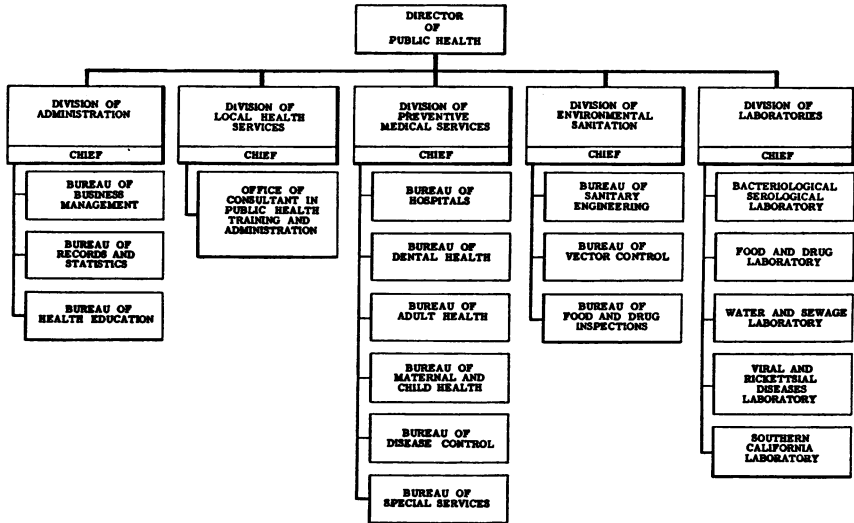 DIRECTOR
OF
PUBLIC HEALTH
DIVISION OF
ADMINISTRATION
CHIEF
BUREAU OF
BUSINESS
MANAGEMENT
BUREAU OF
RECORDS AND
STATISTICS
BUREAU OF
HEALTH EDUCATION
DIVISION OF
LOCAL HEALTH
SERVICES
CHIEF
OFFICE OF
CONSULTANT IN
PUBLIC HEALTH
TRAINING AND
ADMINISTRATION
DIVISION OF
PREVENTIVE
MEDICAL SERVICES
CHIEF
BUREAU OF
HOSPITALS
BUREAU OF
DENTAL HEALTH
BUREAU OF
ADULT HEALTH
BUREAU OF
MATERNAL AND
CHILD HEALTH
BUREAU OF
DISEASE CONTROL
BUREAU OF
SPECIAL SERVICES
DIVISION OF
ENVIRONMENTAL
SANITATION
CHIEF
BUREAU OF
SANITARY
ENGINEERING
BUREAU OF
VECTOR CONTROL
BUREAU OF
FOOD AND DRUG
INSPECTIONS
DIVISION OF
LABORATORIES
CHIEF
BACTERIOLOGICAL
SEROLOGICAL
LABORATORY
FOOD AND DRUG
LABORATORY
WATER AND SEWAGE
LABORATORY
VIRAL AND
RICKETTSIAL
DISEASES
LABORATORY
SOUTHERN
CALIFORNIA
LABORATORY